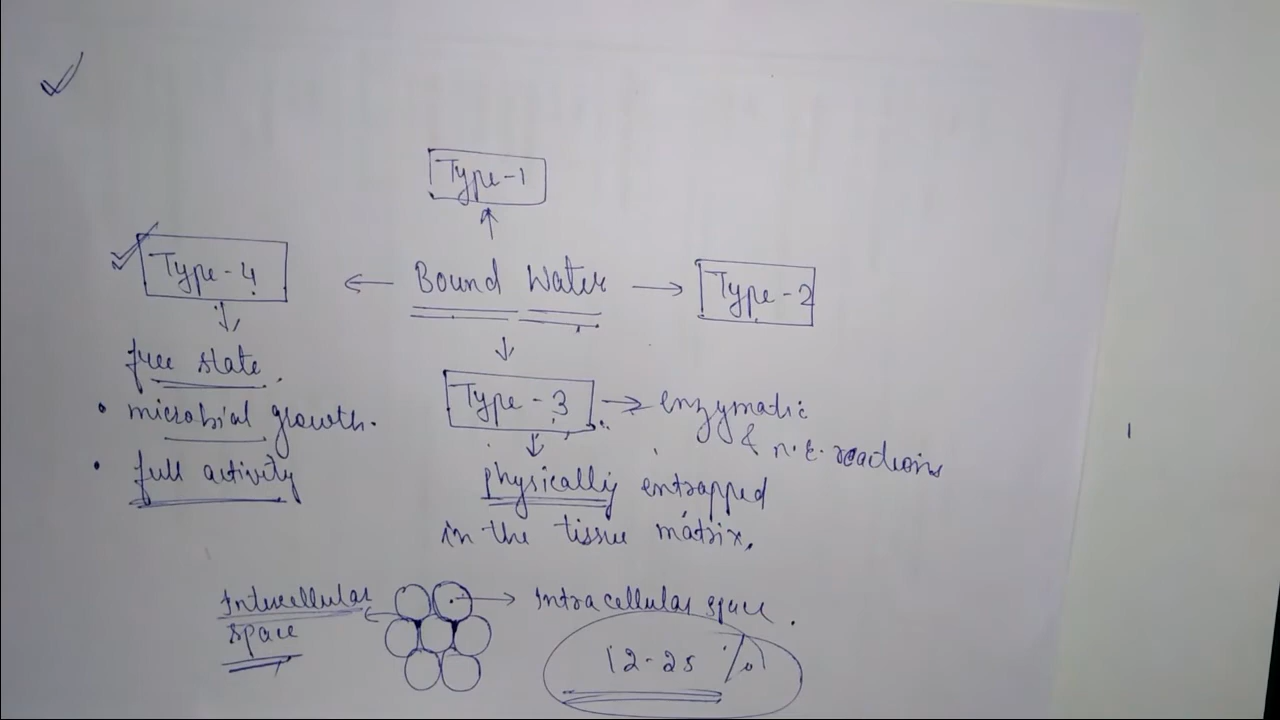 Type-1
Type-4
Bound Water
Type-2
free state.
• microbial growth.
• full activity
Type-3
enzymatic
& n.E. reactions
physically entrapped
in the tissue matrix.
Intercellular
space
Intracellular space.
12-25 %